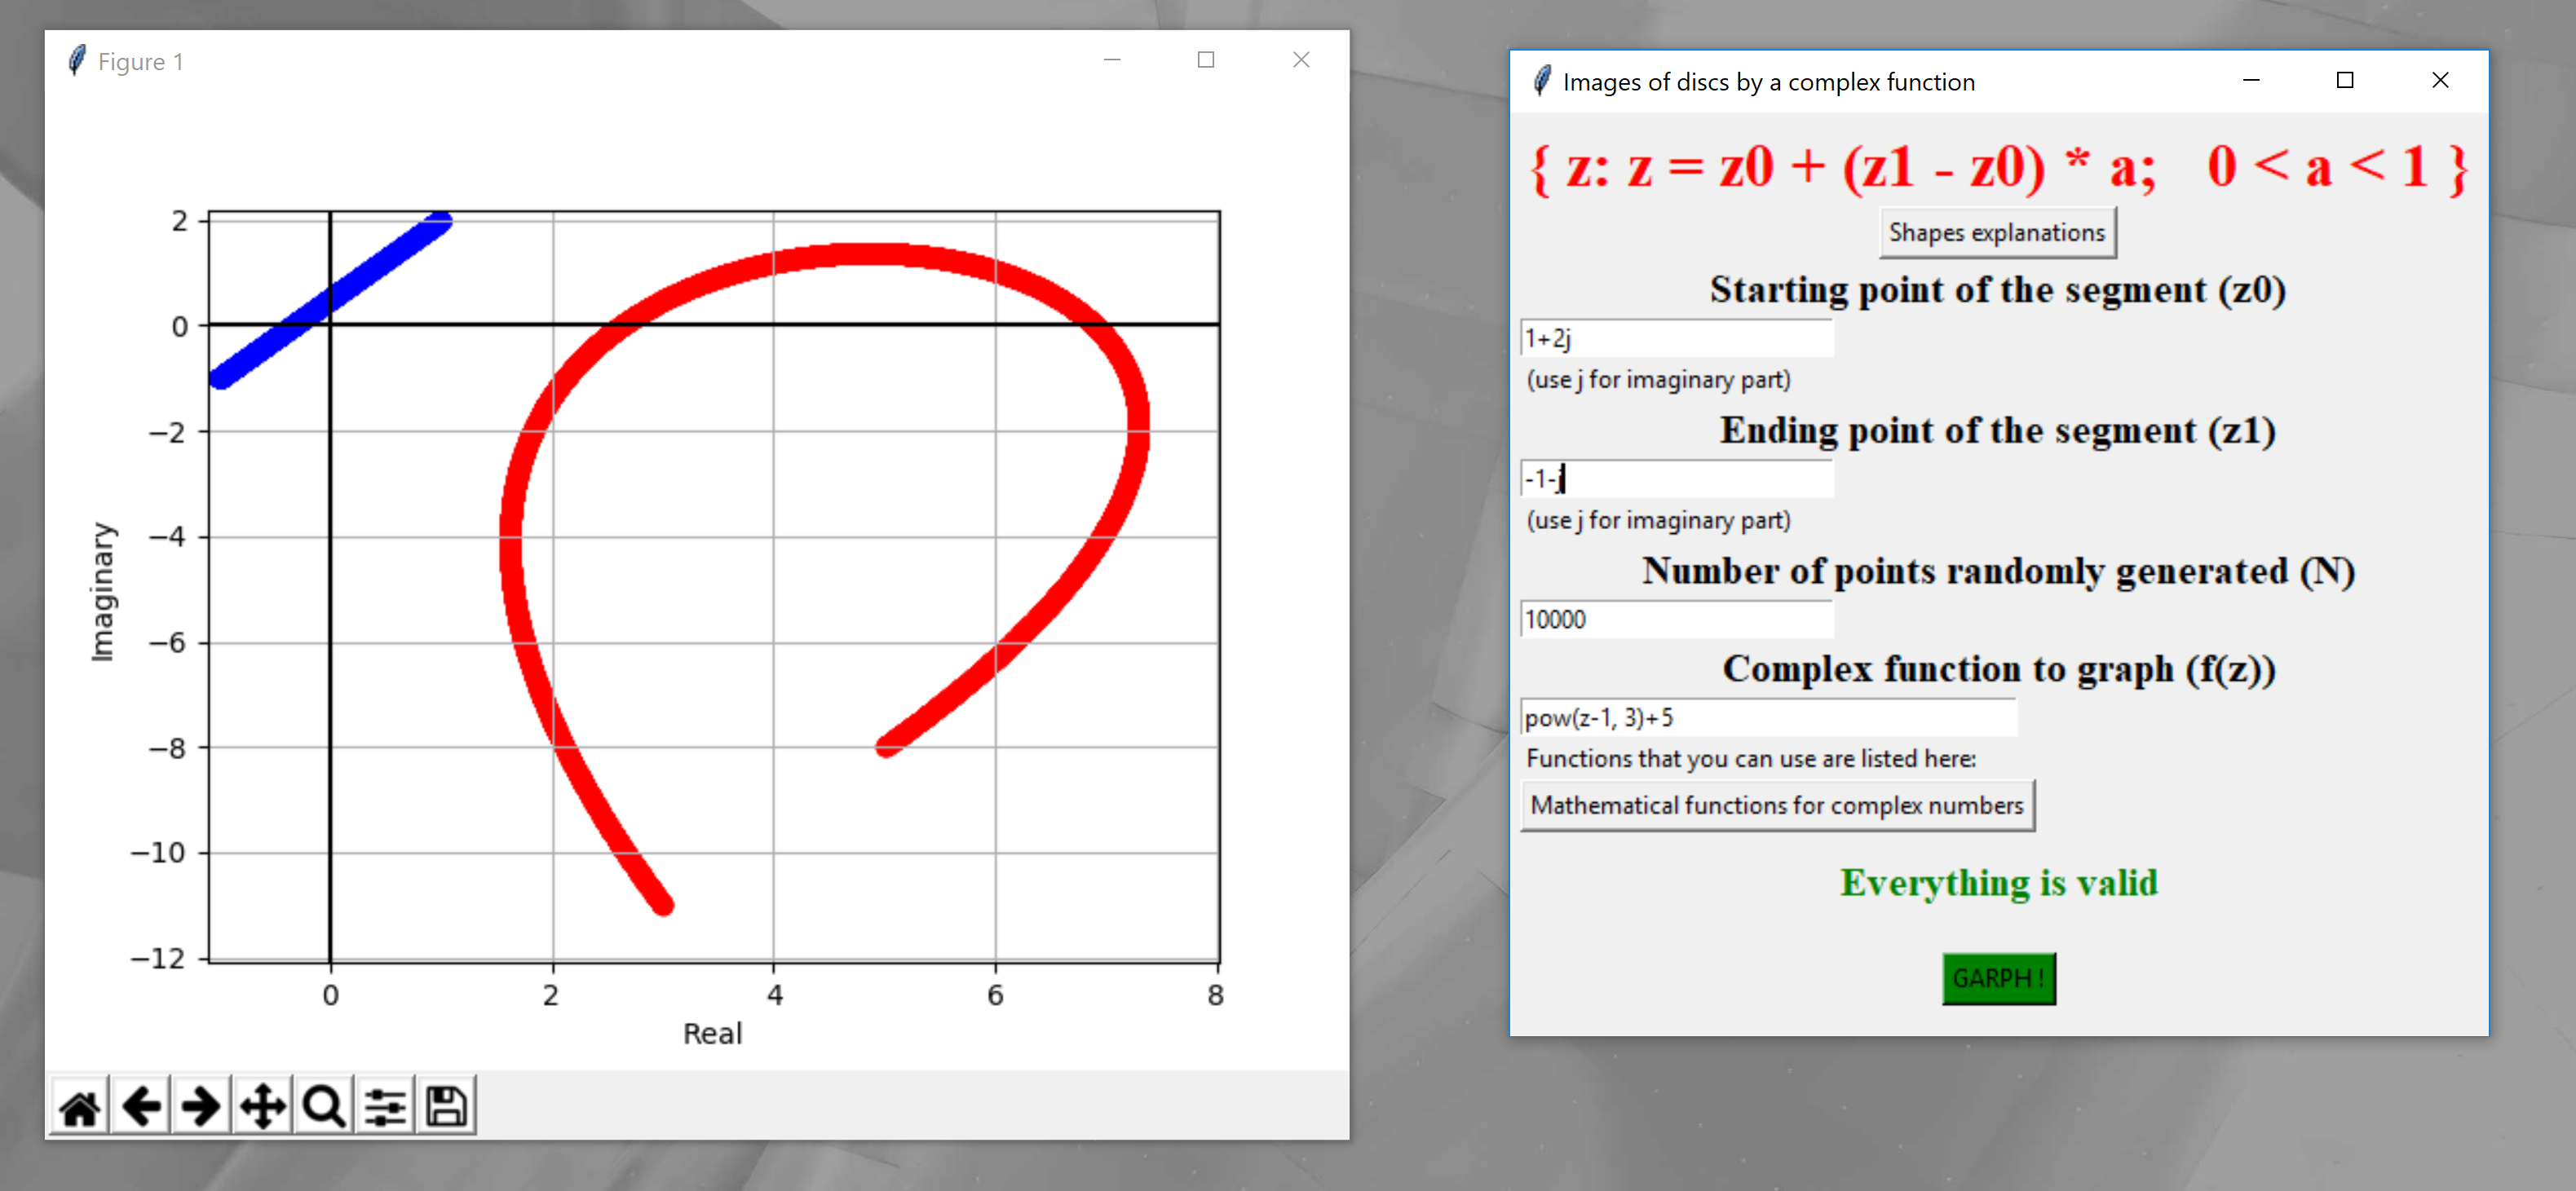 Figure 1
2
0
−2
−4
−6
−8
−10
−12
Imaginary
0 2 4 6 8
Real
Images of discs by a complex function
{ z: z = z0 + (z1 - z0) * a;   0 < a < 1 }
Shapes explanations
Starting point of the segment (z0)
1+2j
(use j for imaginary part)
Ending point of the segment (z1)
-1-j
(use j for imaginary part)
Number of points randomly generated (N)
10000
Complex function to graph (f(z))
pow(z-1, 3)+5
Functions that you can use are listed here:
Mathematical functions for complex numbers
Everything is valid
GARPH !